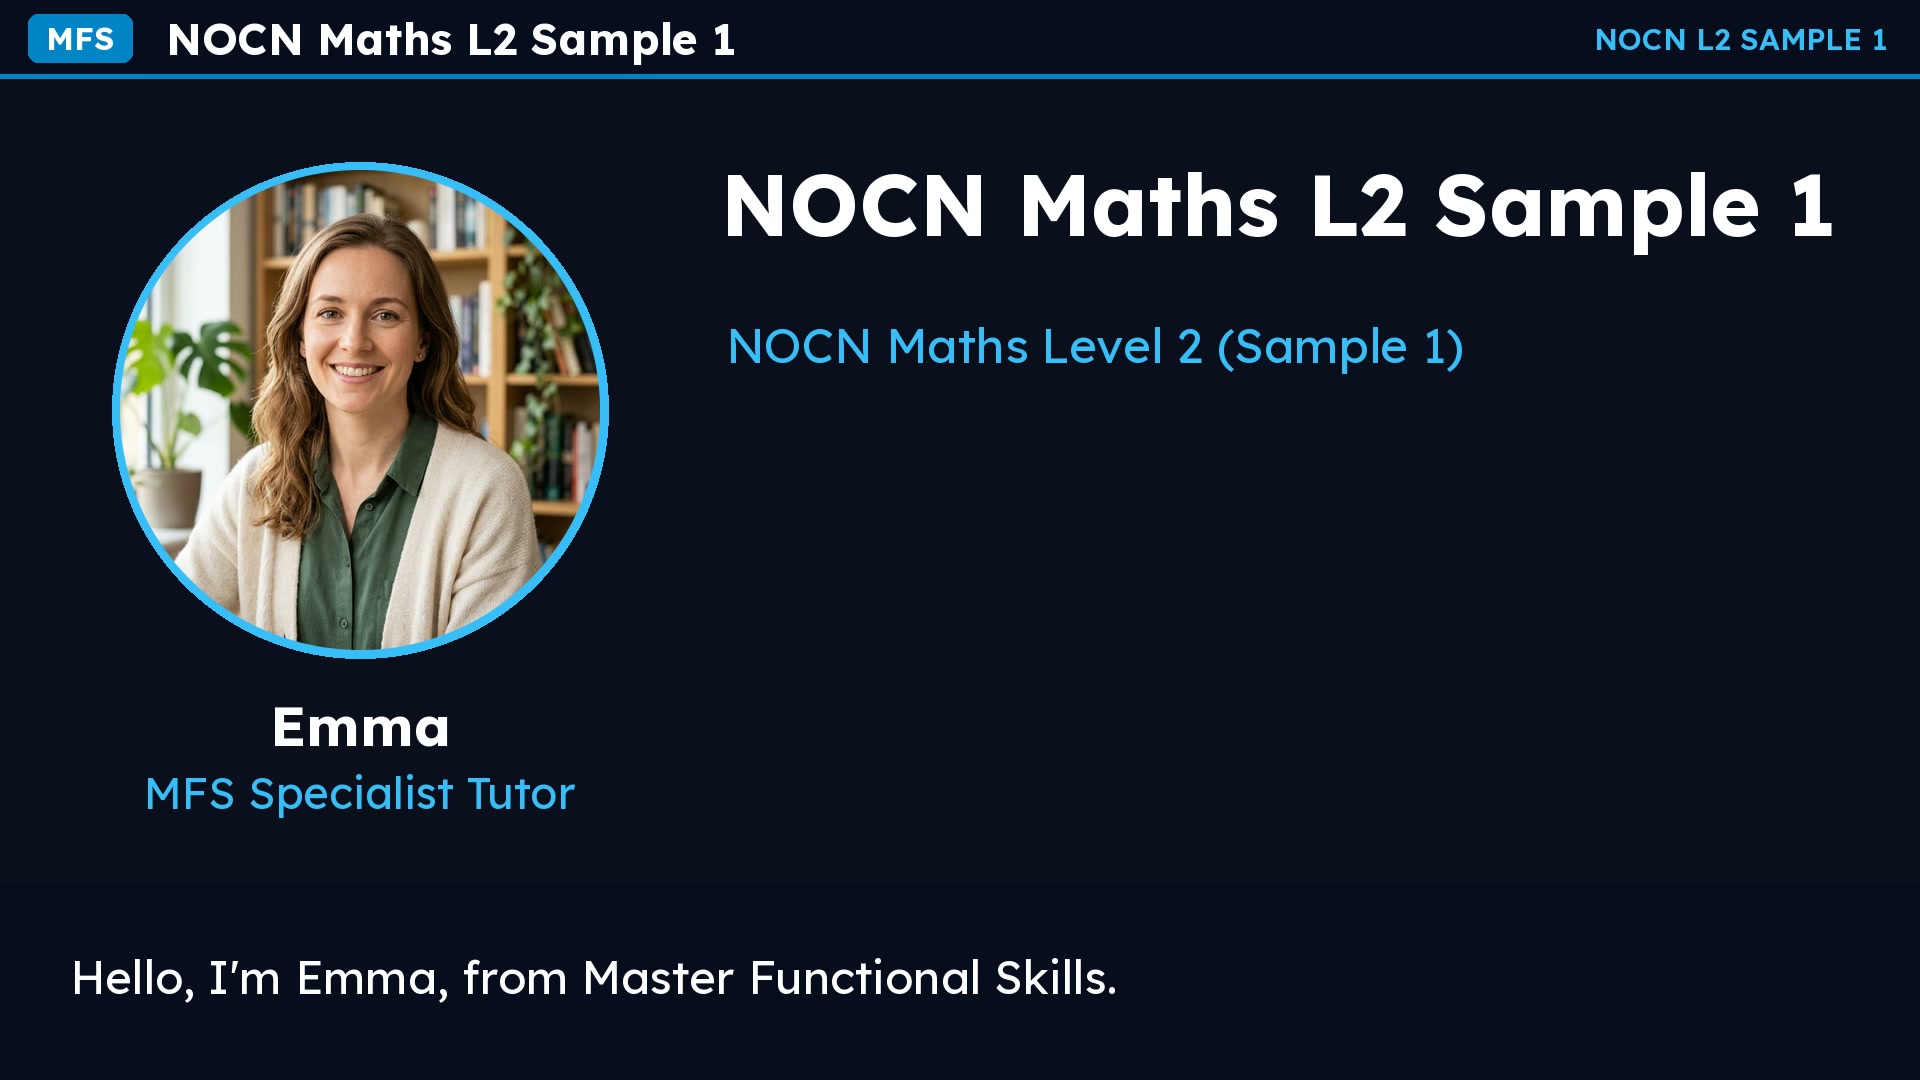 MFS
NOCN Maths L2 Sample 1
NOCN L2 SAMPLE 1
NOCN Maths L2 Sample 1
NOCN Maths Level 2 (Sample 1)
Emma
MFS Specialist Tutor
Hello, I'm Emma, from Master Functional Skills.